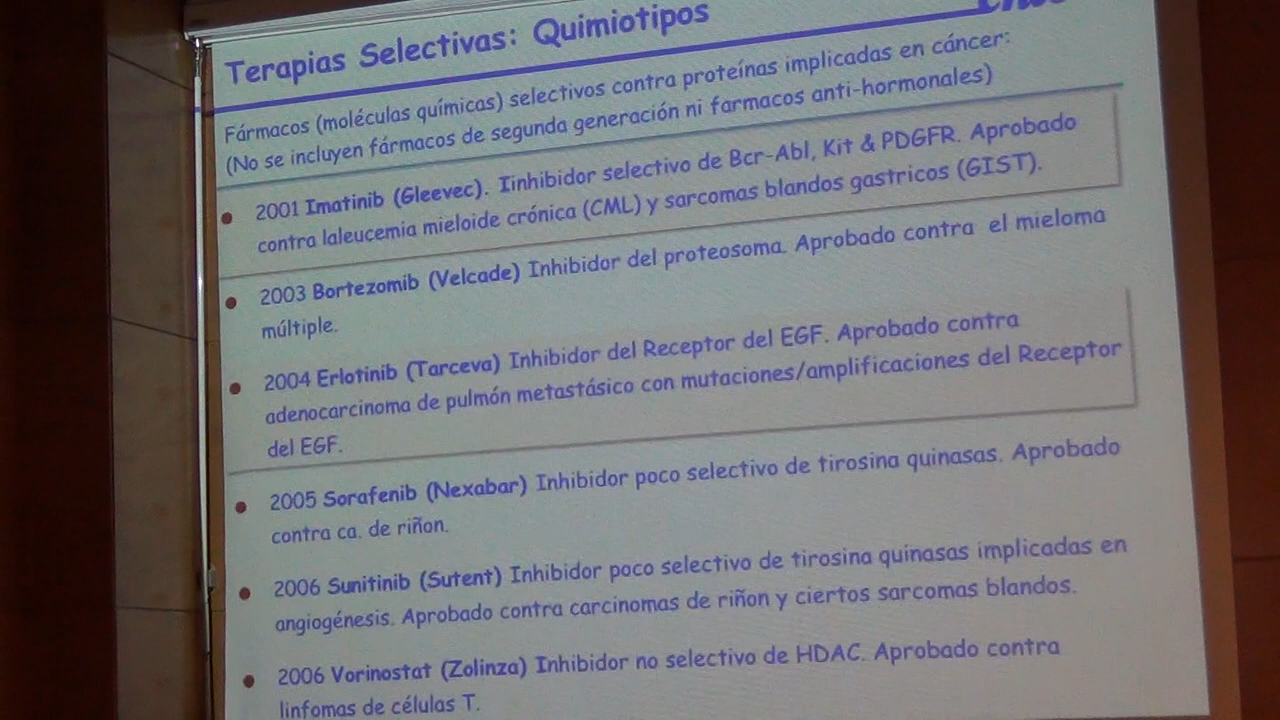 Terapias Selectivas: Quimiotipos
Fármacos (moléculas químicas) selectivos contra proteínas implicadas en cáncer:
(No se incluyen fármacos de segunda generación ni farmacos anti-hormonales)
• 2001 Imatinib (Gleevec). Iinhibidor selectivo de Bcr-Abl, Kit & PDGFR. Aprobado
contra laleucemia mieloide crónica (CML) y sarcomas blandos gastricos (GIST).
• 2003 Bortezomib (Velcade) Inhibidor del proteosoma. Aprobado contra el mieloma
múltiple.
• 2004 Erlotinib (Tarceva) Inhibidor del Receptor del EGF. Aprobado contra
adenocarcinoma de pulmón metastásico con mutaciones/amplificaciones del Receptor
del EGF.
• 2005 Sorafenib (Nexabar) Inhibidor poco selectivo de tirosina quinasas. Aprobado
contra ca. de riñon.
• 2006 Sunitinib (Sutent) Inhibidor poco selectivo de tirosina quinasas implicadas en
angiogénesis. Aprobado contra carcinomas de riñon y ciertos sarcomas blandos.
• 2006 Vorinostat (Zolinza) Inhibidor no selectivo de HDAC. Aprobado contra
linfomas de células T.